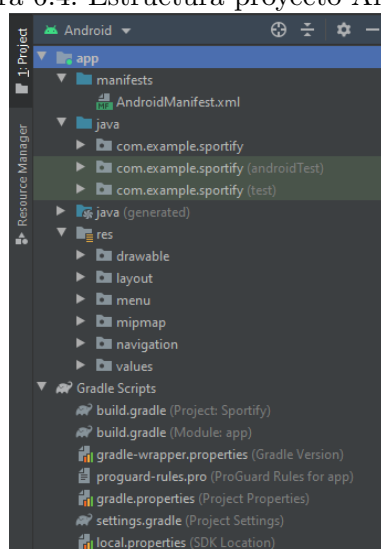 6.4: Estructura proyecto
1: Project
Resource Manager
Android
app
manifests
AndroidManifest.xml
java
com.example.sportify
com.example.sportify (androidTest)
com.example.sportify (test)
java (generated)
res
drawable
layout
menu
mipmap
navigation
values
Gradle Scripts
build.gradle (Project: Sportify)
build.gradle (Module: app)
gradle-wrapper.properties (Gradle Version)
proguard-rules.pro (ProGuard Rules for app)
gradle.properties (Project Properties)
settings.gradle (Project Settings)
local.properties (SDK Location)